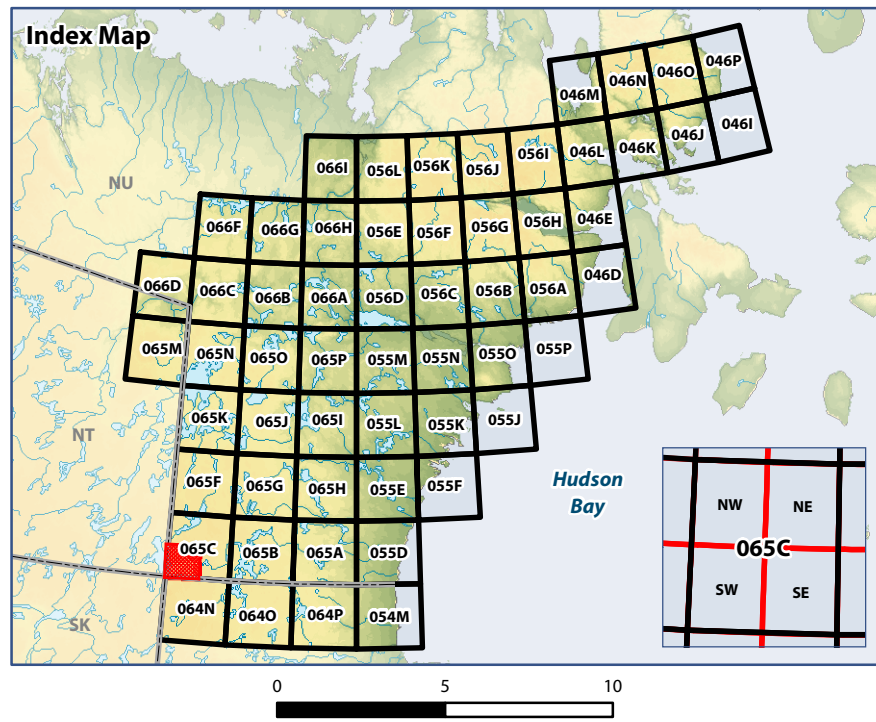 Index Map
046M 046N 046O 046P
066I 056L 056K 056J 056I 046L 046K 046J 046I
NU
066F 066G 066H 056E 056F 056G 056H 046E
066D 066C 066B 066A 056D 056C 056B 056A 046D
065M 065N 065O 065P 055M 055N 055O 055P
NT
065K 065J 065I 055L 055K 055J
065F 065G 065H 055E 055F
Hudson
Bay
065C 065B 065A 055D
SK
064N 064O 064P 054M
NW NE
065C
SW SE
0 5 10